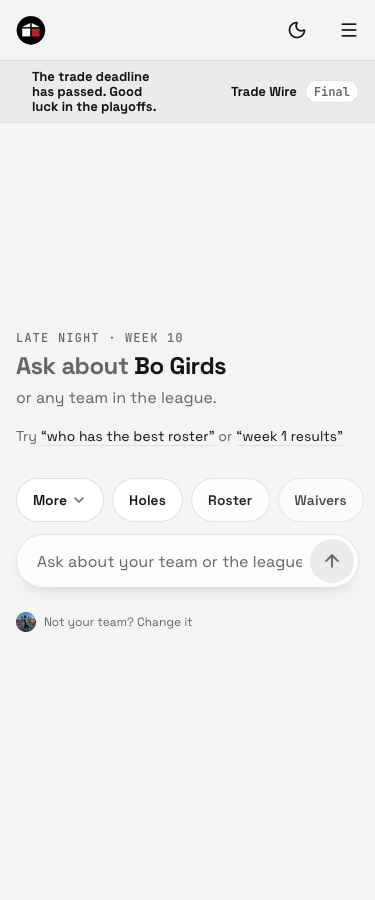 The trade deadline
has passed. Good
luck in the playoffs.
Trade Wire Final
LATE NIGHT · WEEK 10
Ask about Bo Girds
or any team in the league.
Try “who has the best roster” or “week 1 results”
More Holes Roster Waivers
Ask about your team or the league
Not your team? Change it